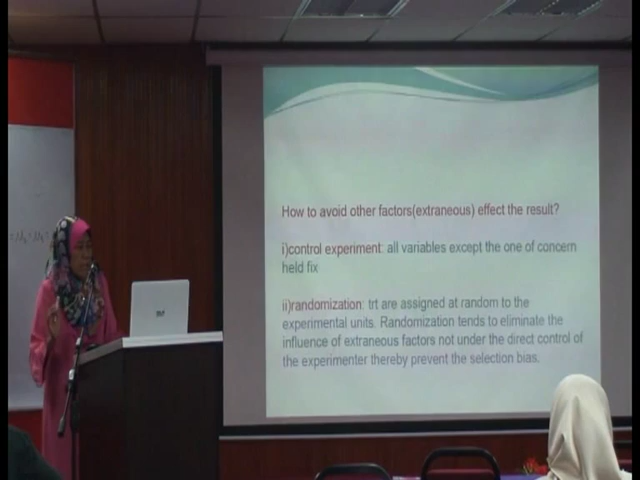 How to avoid other factors(extraneous) effect the result?
i)control experiment: all variables except the one of concern
held fix
ii)randomization: trt are assigned at random to the
experimental units. Randomization tends to eliminate the
influence of extraneous factors not under the direct control of
the experimenter thereby prevent the selection bias.